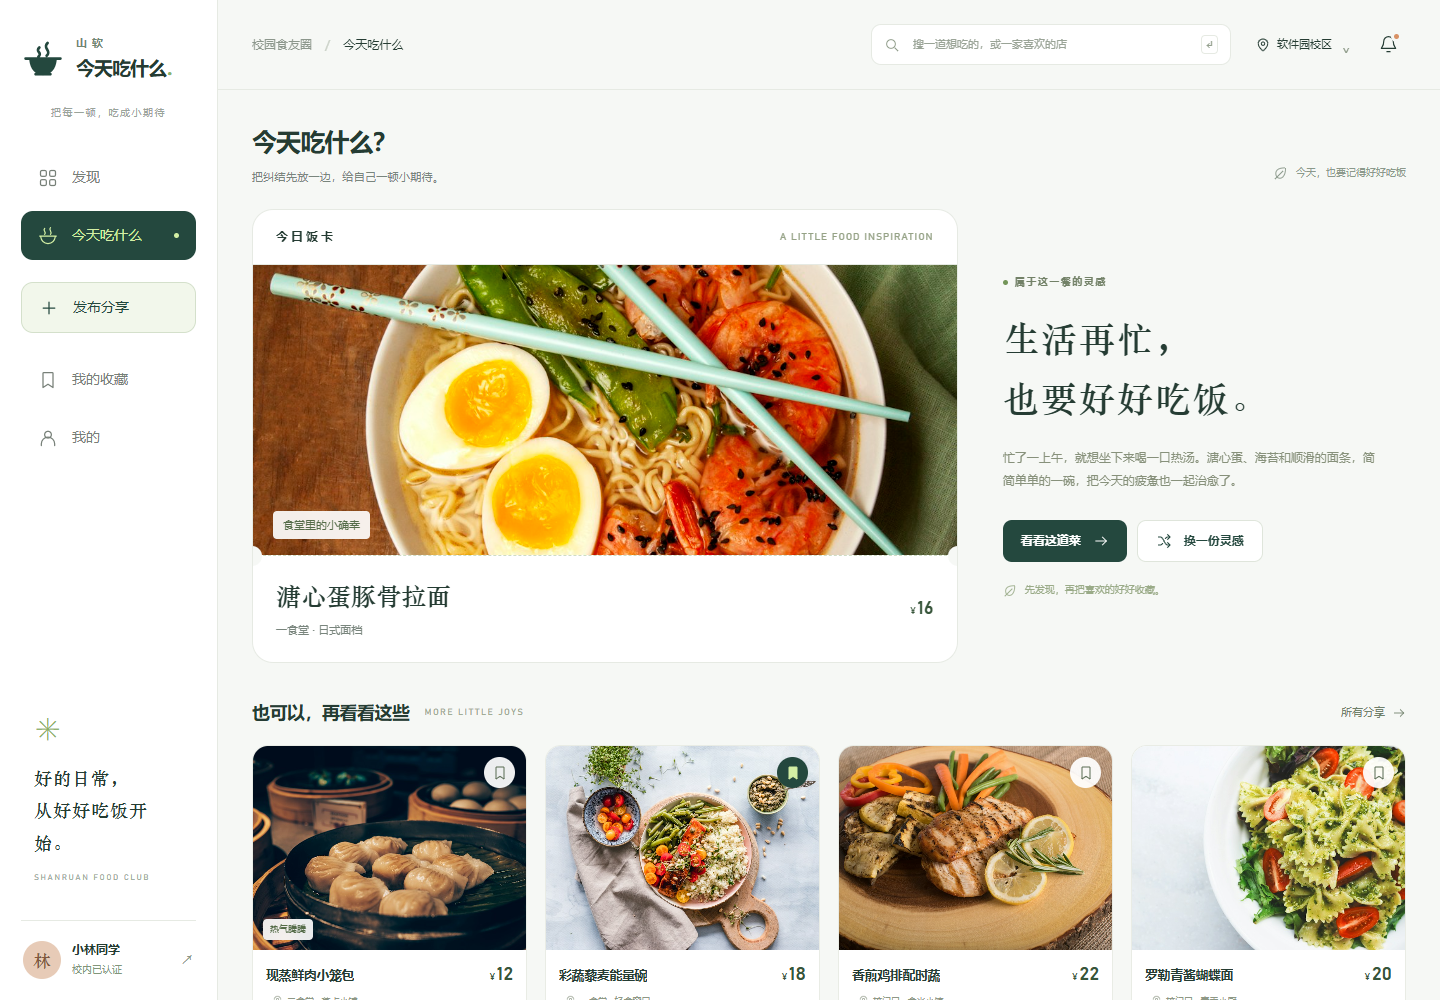 山 软
今天吃什么.
把每一顿，吃成小期待
发现
今天吃什么
发布分享
我的收藏
我的
好的日常，
从好好吃饭开
始。
SHANRUAN FOOD CLUB
林
小林同学
校内已认证
校园食友圈 / 今天吃什么
搜一道想吃的，或一家喜欢的店
软件园校区
今天吃什么？
把纠结先放一边，给自己一顿小期待。
今天，也要记得好好吃饭
今日饭卡
A LITTLE FOOD INSPIRATION
食堂里的小确幸
溏心蛋豚骨拉面
一食堂 · 日式面档
¥16
属于这一餐的灵感
生活再忙，
也要好好吃饭。
忙了一上午，就想坐下来喝一口热汤。溏心蛋、海苔和顺滑的面条，简
简单单的一碗，把今天的疲惫也一起治愈了。
看看这道菜
换一份灵感
先发现，再把喜欢的好好收藏。
也可以，再看看这些
MORE LITTLE JOYS
所有分享
热气腾腾
现蒸鲜肉小笼包
¥12
彩蔬藜麦能量碗
¥18
香煎鸡排配时蔬
¥22
罗勒青酱蝴蝶面
¥20